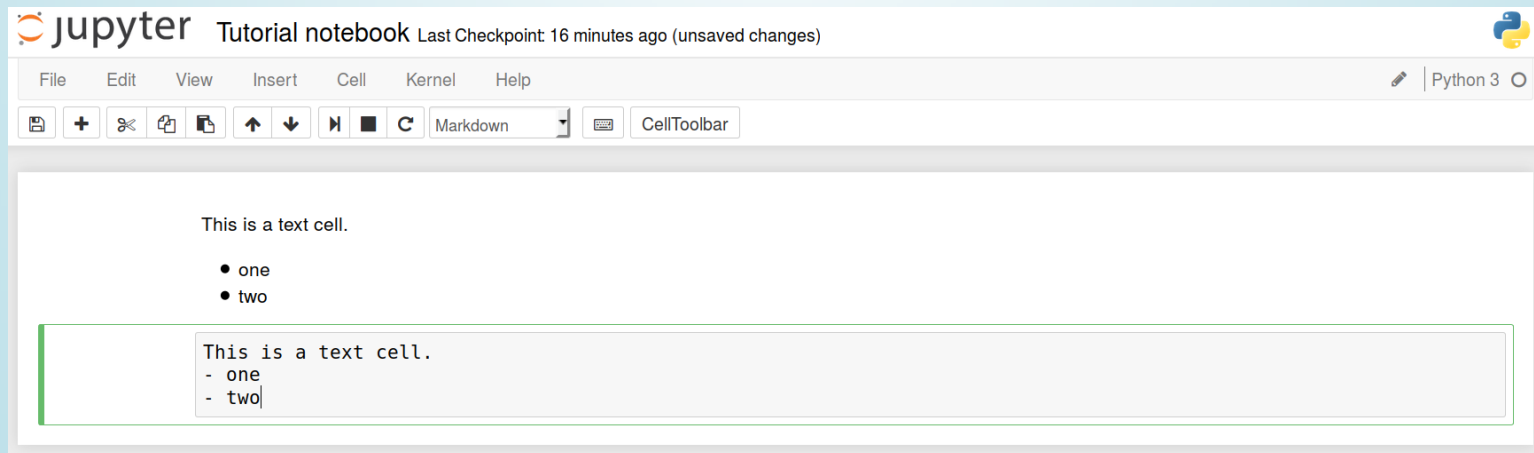 jupyter Tutorial notebook Last Checkpoint: 16 minutes ago (unsaved changes)
File Edit View Insert Cell Kernel Help Python 3
Markdown CellToolbar
This is a text cell.
● one
● two
This is a text cell.
- one
- two